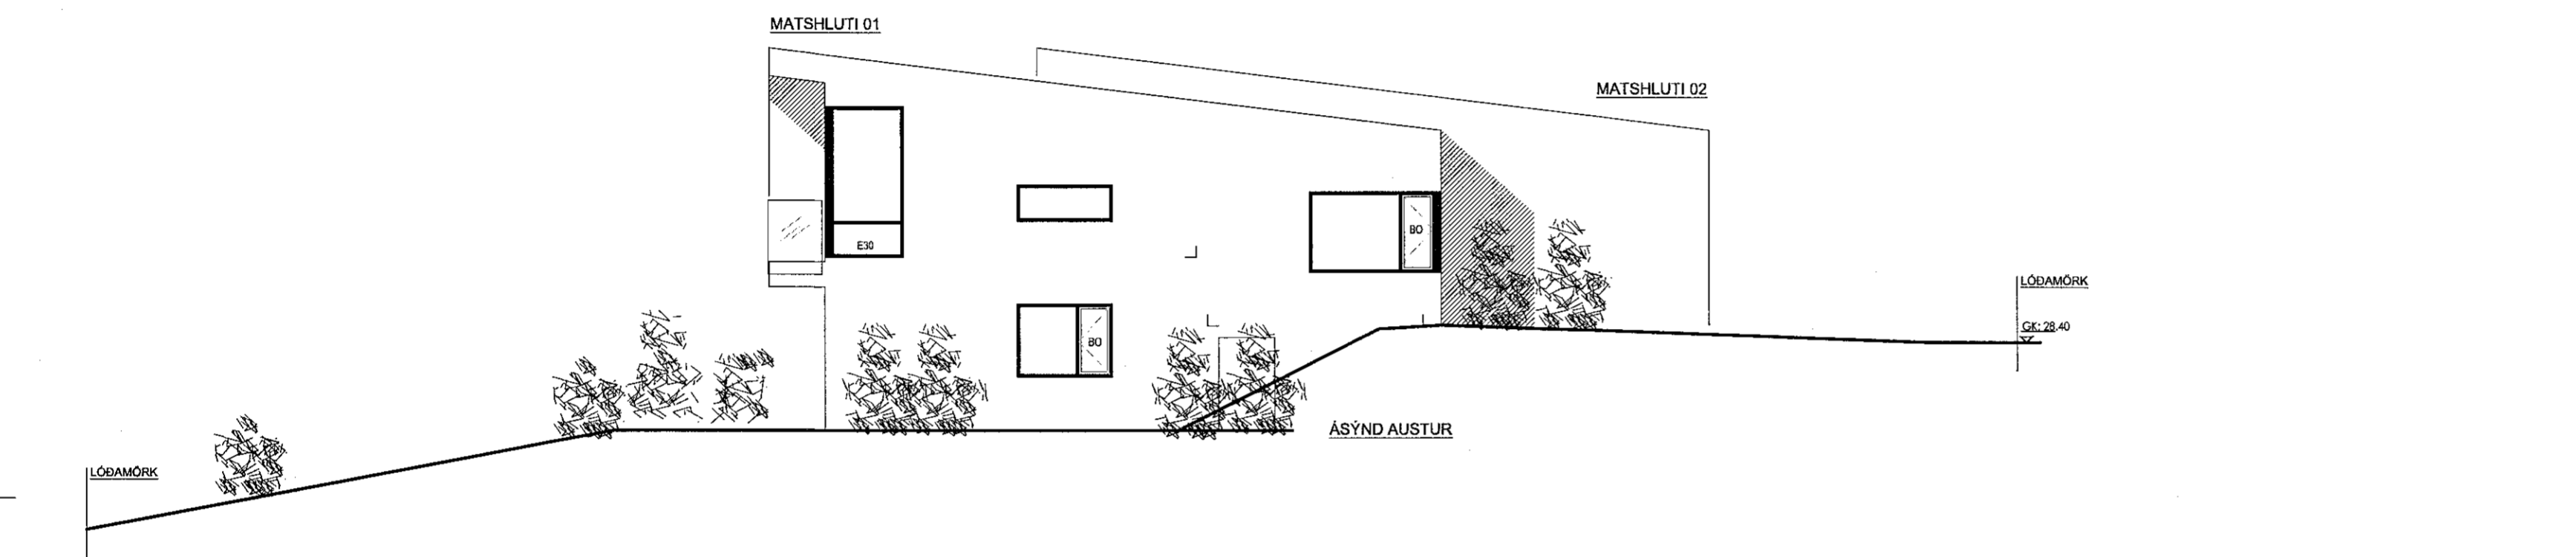 MATSHLUTI 01
MATSHLUTI 02
E30
BO
LÓÐAMÖRK
GK: 28.40
BO
ÁSÝND AUSTUR
LÓÐAMÖRK